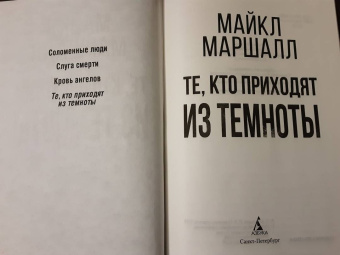 Соломенные люди
Слуга смерти
Кровь ангелов
Те, кто приходят
из темноты
МАЙКЛ
МАРШАЛЛ
ТЕ, КТО ПРИХОДЯТ
ИЗ ТЕМНОТЫ
АЗБУКА
Санкт-Петербург